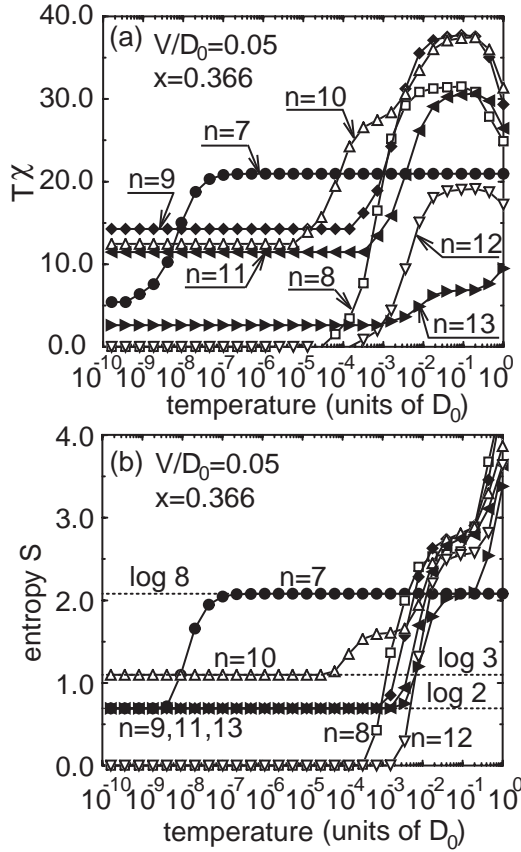 (a)
V/D₀=0.05
x=0.366
n=10
n=7
n=9
n=11
n=8
n=12
n=13
Tχ
40.0
30.0
20.0
10.0
0.0
10⁻¹⁰ 10⁻⁹ 10⁻⁸ 10⁻⁷ 10⁻⁶ 10⁻⁵ 10⁻⁴ 10⁻³ 10⁻² 10⁻¹ 10⁰
temperature (units of D₀)
(b)
V/D₀=0.05
x=0.366
log 8
n=7
n=10
log 3
log 2
n=9,11,13
n=8
n=12
entropy S
4.0
3.0
2.0
1.0
0.0
10⁻¹⁰ 10⁻⁹ 10⁻⁸ 10⁻⁷ 10⁻⁶ 10⁻⁵ 10⁻⁴ 10⁻³ 10⁻² 10⁻¹ 10⁰
temperature (units of D₀)